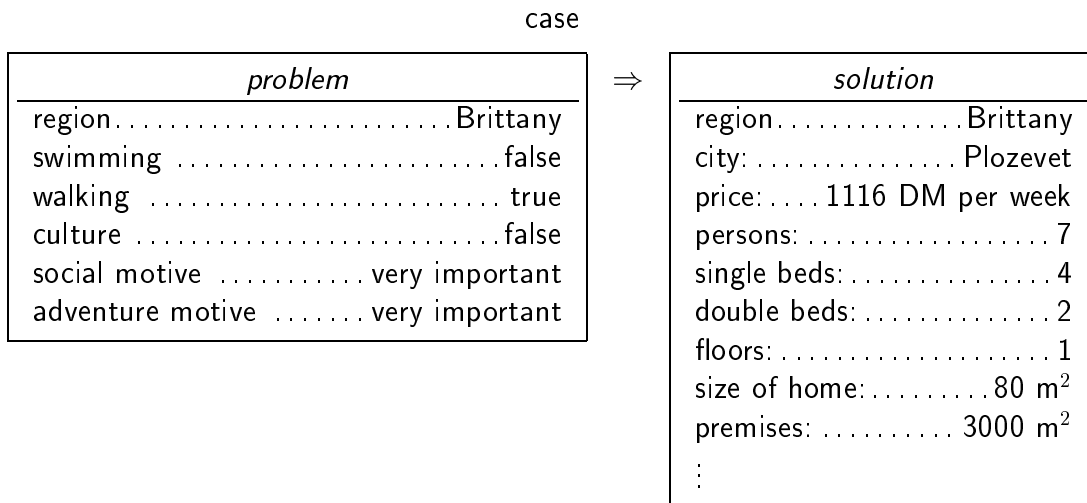 case
problem
region...........................Brittany
swimming ........................false
walking ........................... true
culture ...........................false
social motive ........... very important
adventure motive ....... very important
⇒
solution
region...............Brittany
city: ............... Plozevet
price:.... 1116 DM per week
persons: .................... 7
single beds: ................ 4
double beds: ............... 2
floors: ...................... 1
size of home:.........80 m²
premises: .......... 3000 m²
⋮